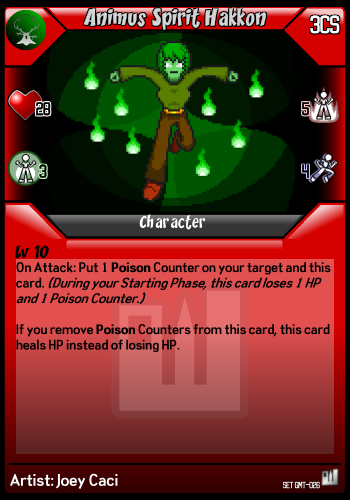 Animus Spirit Hakkon
3CS
28
5
3
4
Character
Lv 10
On Attack: Put 1 Poison Counter on your target and this
card. (During your Starting Phase, this card loses 1 HP
and 1 Poison Counter.)
If you remove Poison Counters from this card, this card
heals HP instead of losing HP.
Artist: Joey Caci
SET GMT-026